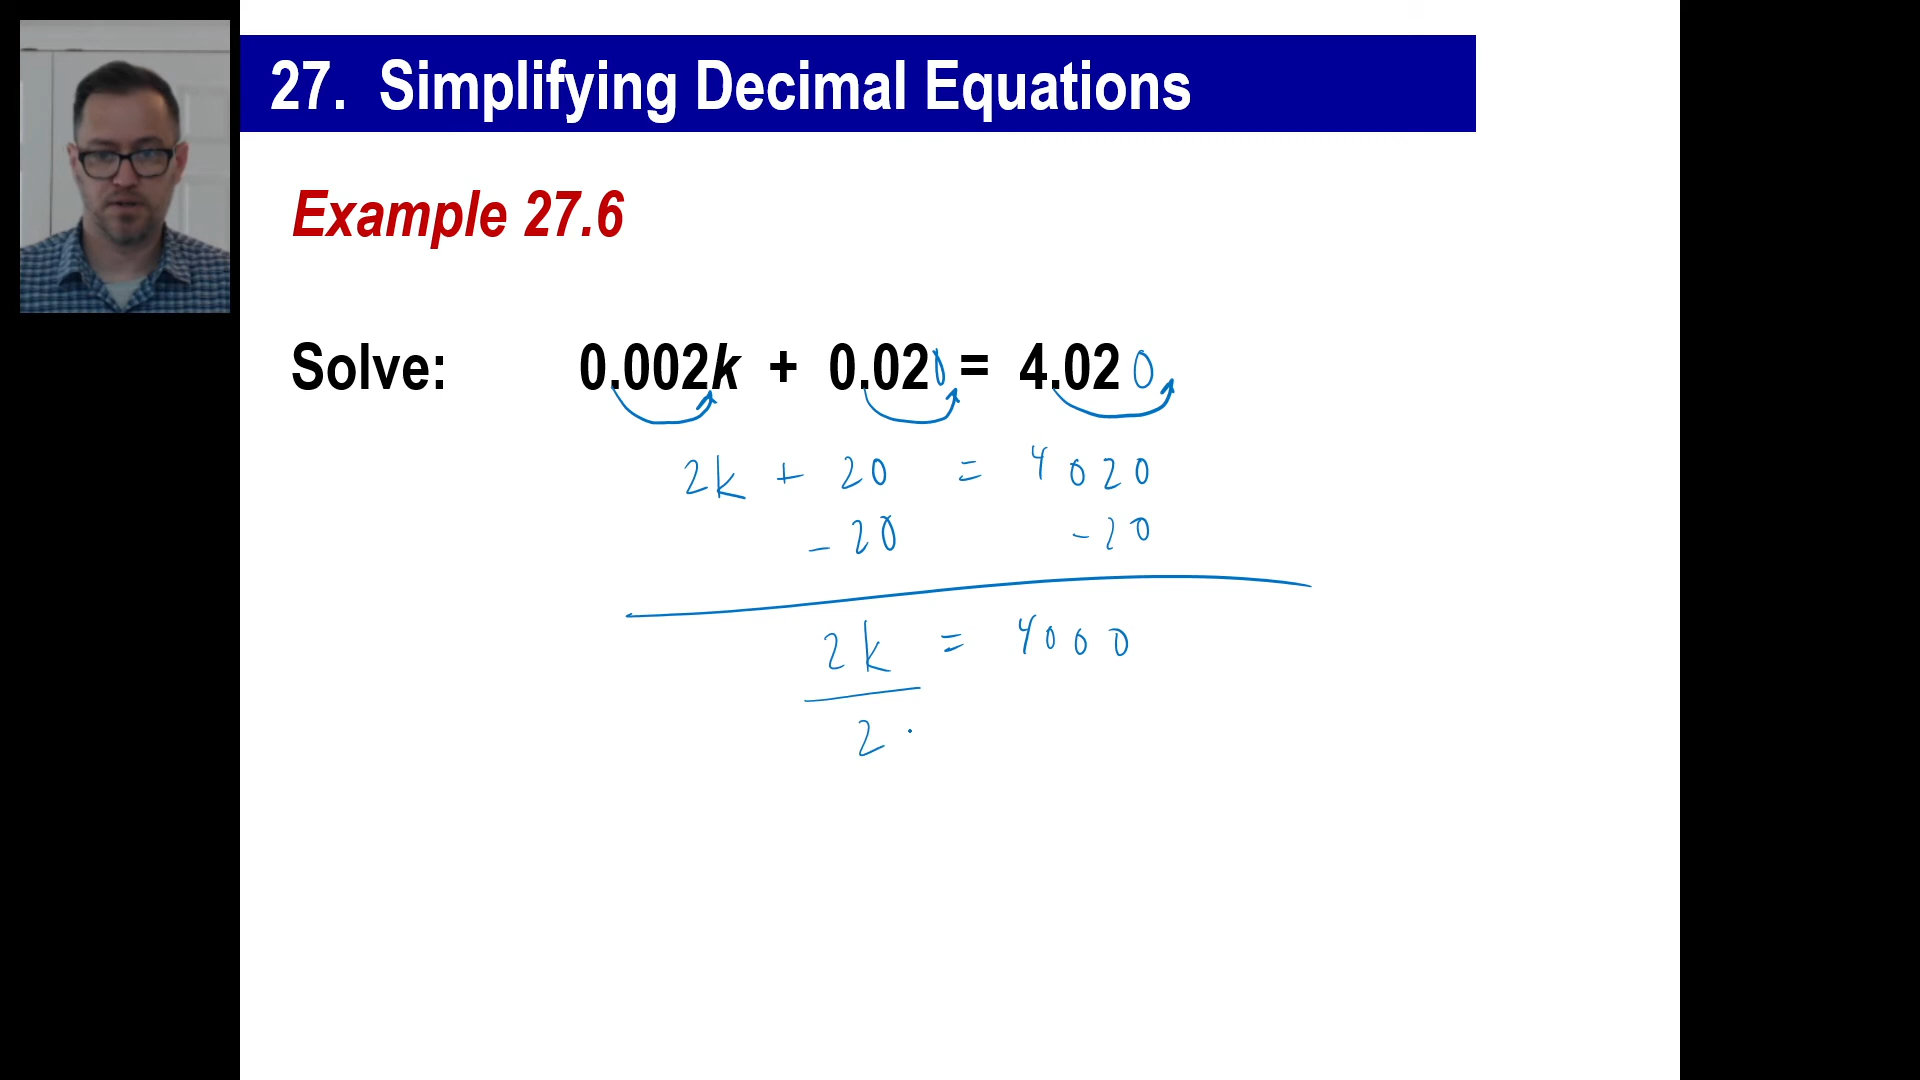 27. Simplifying Decimal Equations
Example 27.6
Solve: 0.002k + 0.020 = 4.020
2k + 20 = 4020
- 20 - 20
2k = 4000
2